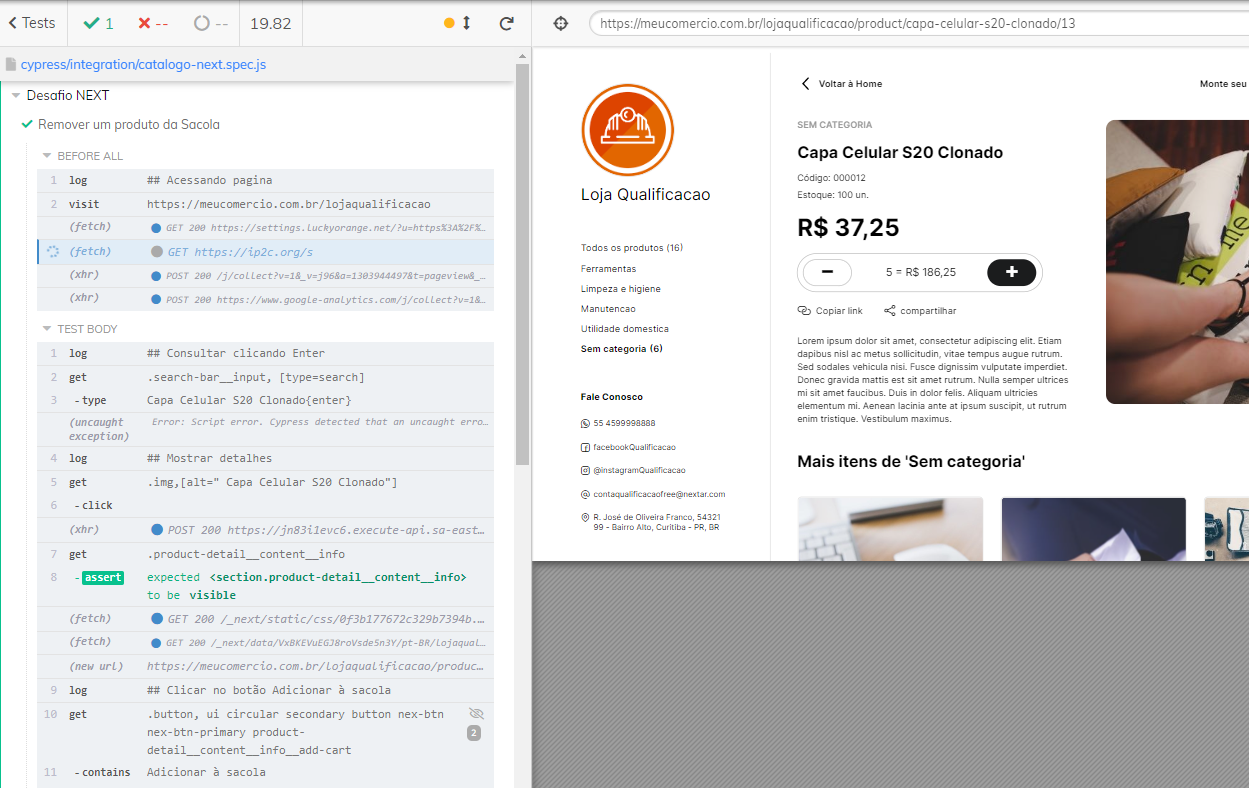 Tests
1
--
--
19.82
https://meucomercio.com.br/lojaqualificacao/product/capa-celular-s20-clonado/13
cypress/integration/catalogo-next.spec.js
Desafio NEXT
Remover um produto da Sacola
BEFORE ALL
1 log ## Acessando pagina
2 visit https://meucomercio.com.br/lojaqualificacao
(fetch) GET 200 https://settings.luckyorange.net/?u=https%3A%2F%…
(fetch) GET https://ip2c.org/s
(xhr) POST 200 /j/collect?v=1&_v=j96&a=1303944497&t=pageview&_…
(xhr) POST 200 https://www.google-analytics.com/j/collect?v=1&…
TEST BODY
1 log ## Consultar clicando Enter
2 get .search-bar__input, [type=search]
3 -type Capa Celular S20 Clonado{enter}
(uncaught exception) Error: Script error. Cypress detected that an uncaught erro…
4 log ## Mostrar detalhes
5 get .img,[alt=" Capa Celular S20 Clonado"]
6 -click
(xhr) POST 200 https://jn83i1evc6.execute-api.sa-east…
7 get .product-detail__content__info
8 -assert expected <section.product-detail__content__info>
to be visible
(fetch) GET 200 /_next/static/css/0f3b177672c329b7394b.…
(fetch) GET 200 /_next/data/VxBKEVuEGJ8roVsde5n3Y/pt-BR/lojaqual…
(new url) https://meucomercio.com.br/lojaqualificacao/produc…
9 log ## Clicar no botão Adicionar à sacola
10 get .button, ui circular secondary button nex-btn
nex-btn-primary product-
detail__content__info__add-cart
2
11 -contains Adicionar à sacola
Loja Qualificacao
Todos os produtos (16)
Ferramentas
Limpeza e higiene
Manutencao
Utilidade domestica
Sem categoria (6)
Fale Conosco
55 4599998888
facebookQualificacao
@instagramQualificacao
contaqualificacaofree@nextar.com
R. José de Oliveira Franco, 54321
99 - Bairro Alto, Curitiba - PR, BR
Voltar à Home
Monte seu
SEM CATEGORIA
Capa Celular S20 Clonado
Código: 000012
Estoque: 100 un.
R$ 37,25
5 = R$ 186,25
Copiar link
compartilhar
Lorem ipsum dolor sit amet, consectetur adipiscing elit. Etiam
dapibus nisl ac metus sollicitudin, vitae tempus augue rutrum.
Sed sodales vehicula nisi. Fusce dignissim vulputate imperdiet.
Donec gravida mattis est sit amet rutrum. Nulla semper ultrices
mi sit amet faucibus. Duis in dolor felis. Aliquam ultricies
elementum mi. Aenean lacinia ante at ipsum suscipit, ut rutrum
enim tristique. Vestibulum maximus.
Mais itens de 'Sem categoria'